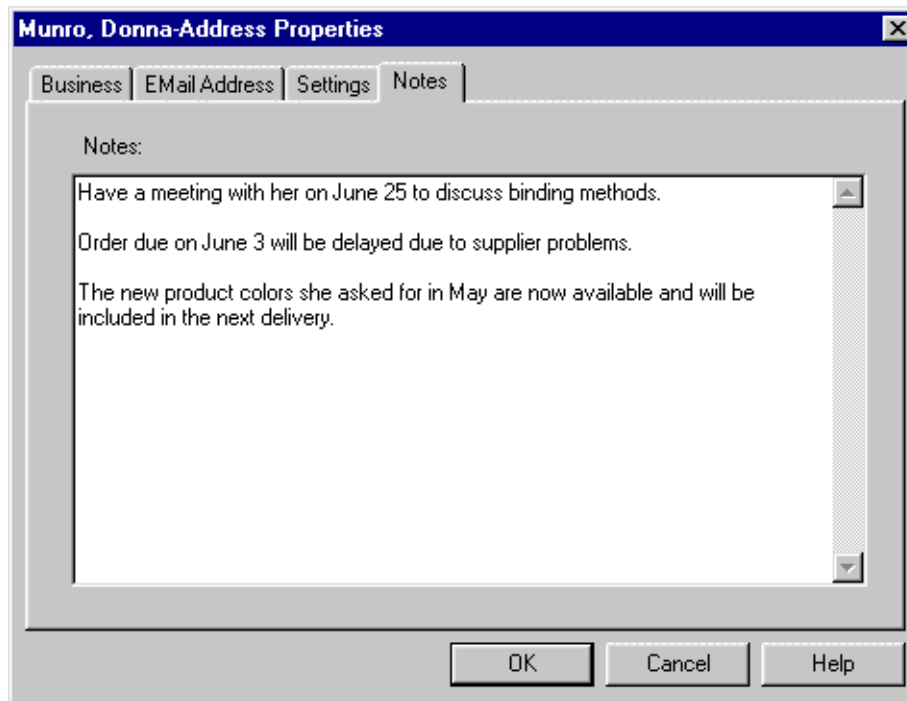 Munro, Donna-Address Properties
Business EMail Address Settings Notes
Notes:
Have a meeting with her on June 25 to discuss binding methods.
Order due on June 3 will be delayed due to supplier problems.
The new product colors she asked for in May are now available and will be
included in the next delivery.
OK Cancel Help